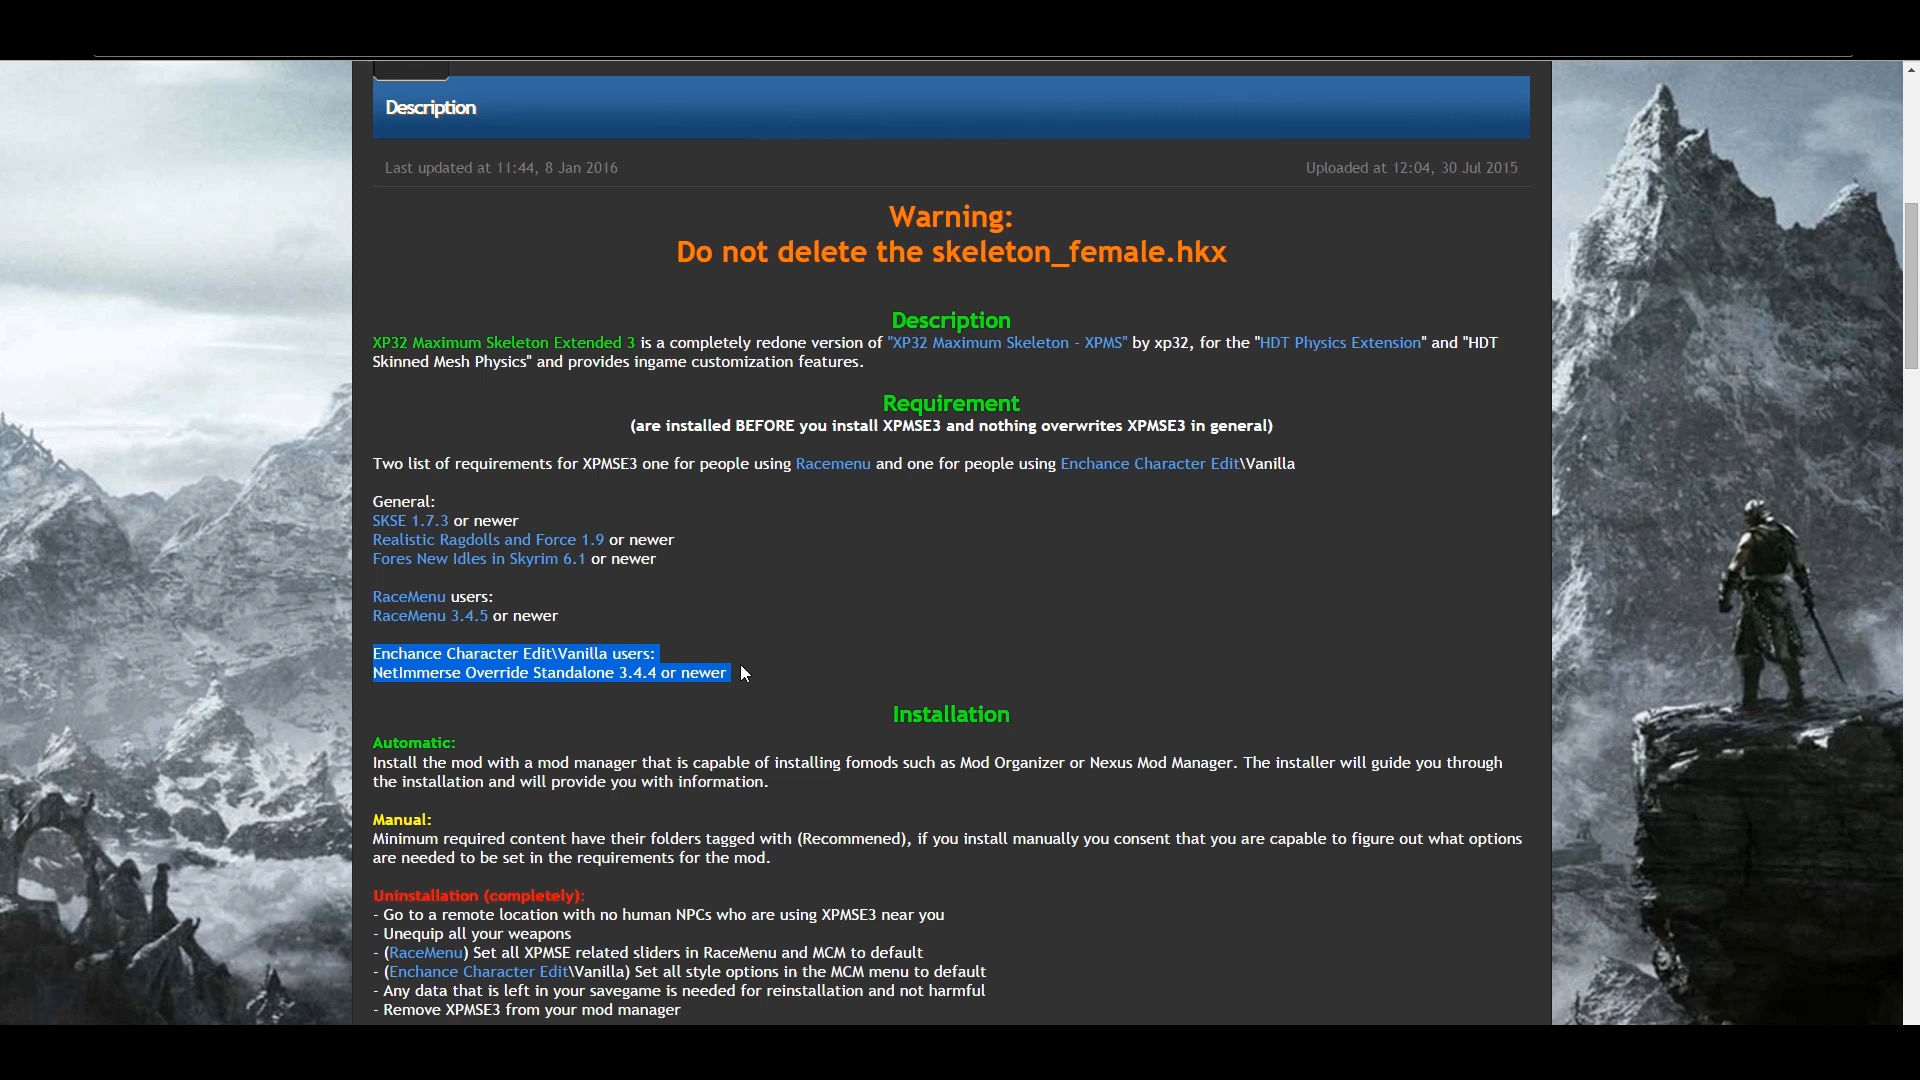 Description
Last updated at 11:44, 8 Jan 2016
Uploaded at 12:04, 30 Jul 2015
Warning:
Do not delete the skeleton_female.hkx
Description
XP32 Maximum Skeleton Extended 3 is a completely redone version of "XP32 Maximum Skeleton - XPMS" by xp32, for the "HDT Physics Extension" and "HDT
Skinned Mesh Physics" and provides ingame customization features.
Requirement
(are installed BEFORE you install XPMSE3 and nothing overwrites XPMSE3 in general)
Two list of requirements for XPMSE3 one for people using Racemenu and one for people using Enchance Character Edit\Vanilla
General:
SKSE 1.7.3 or newer
Realistic Ragdolls and Force 1.9 or newer
Fores New Idles in Skyrim 6.1 or newer
RaceMenu users:
RaceMenu 3.4.5 or newer
Enchance Character Edit\Vanilla users:
NetImmerse Override Standalone 3.4.4 or newer
Installation
Automatic:
Install the mod with a mod manager that is capable of installing fomods such as Mod Organizer or Nexus Mod Manager. The installer will guide you through
the installation and will provide you with information.
Manual:
Minimum required content have their folders tagged with (Recommened), if you install manually you consent that you are capable to figure out what options
are needed to be set in the requirements for the mod.
Uninstallation (completely):
- Go to a remote location with no human NPCs who are using XPMSE3 near you
- Unequip all your weapons
- (RaceMenu) Set all XPMSE related sliders in RaceMenu and MCM to default
- (Enchance Character Edit\Vanilla) Set all style options in the MCM menu to default
- Any data that is left in your savegame is needed for reinstallation and not harmful
- Remove XPMSE3 from your mod manager